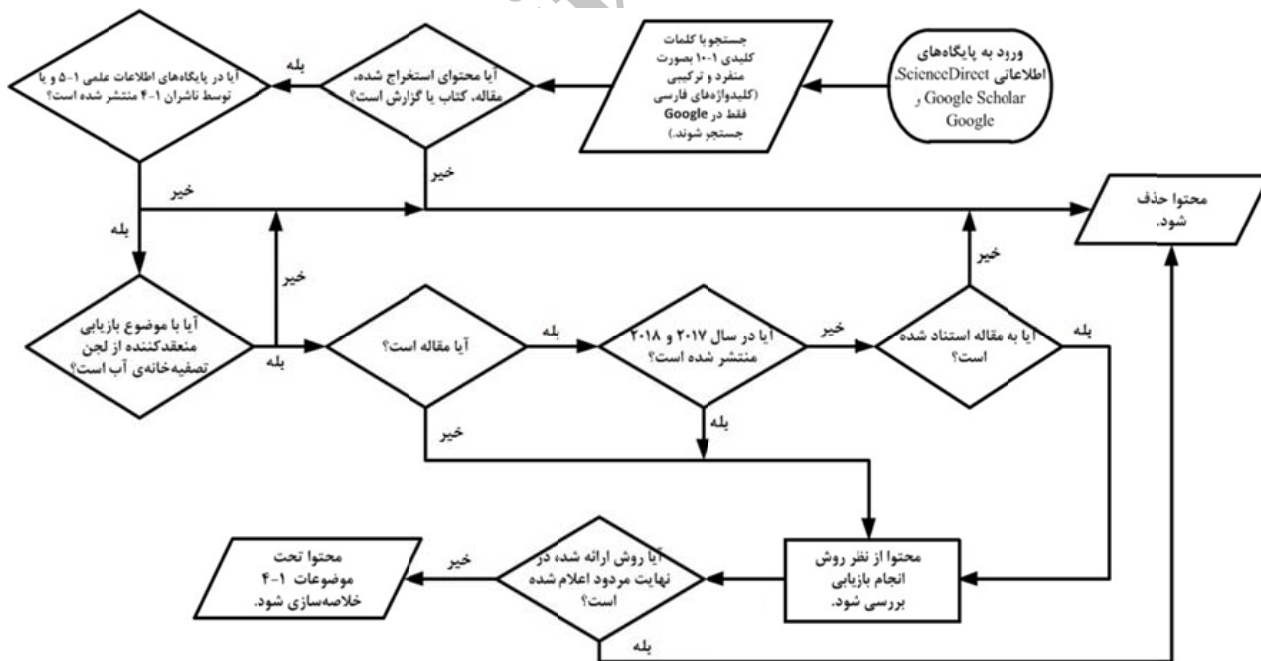 ورود به پایگاه‌های
اطلاعاتی ScienceDirect،
Google Scholar و
Google
جستجو با کلمات
کلیدی ۱-۱۰ بصورت
منفرد و ترکیبی
(کلیدواژه‌های فارسی
فقط در Google
جستجو شوند.)
آیا محتوای استخراج شده،
مقاله، کتاب یا گزارش است؟
بله
آیا در پایگاه‌های اطلاعات علمی ۱-۵ و یا
توسط ناشران ۱-۴ منتشر شده است؟
خیر
خیر
محتوا حذف
شود.
بله
خیر
خیر
آیا با موضوع بازیابی
منعقدکننده از لجن
تصفیه‌خانه‌ی آب است؟
بله
آیا مقاله است؟
بله
آیا در سال ۲۰۱۷ و ۲۰۱۸
منتشر شده است؟
خیر
آیا به مقاله استناد شده
است؟
بله
خیر
بله
محتوا از نظر روش
انجام بازیابی
بررسی شود.
آیا روش ارائه شده در
نهایت مردود اعلام شده
است؟
خیر
محتوا تحت
موضوعات ۱-۴
خلاصه‌سازی شود.
بله